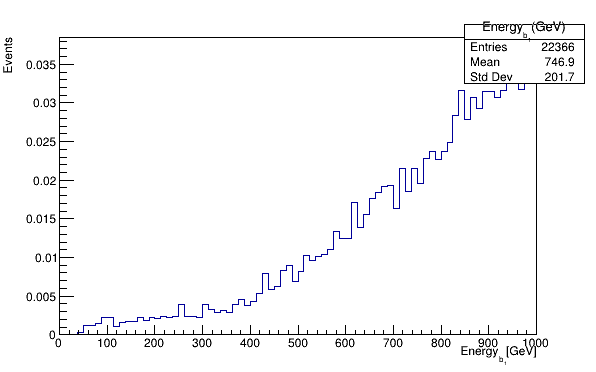 Energy_b_1(GeV)
Entries 22366
Mean 746.9
Std Dev 201.7
Events
0.035
0.03
0.025
0.02
0.015
0.01
0.005
0
0 100 200 300 400 500 600 700 800 900 1000
Energy_b_1[GeV]